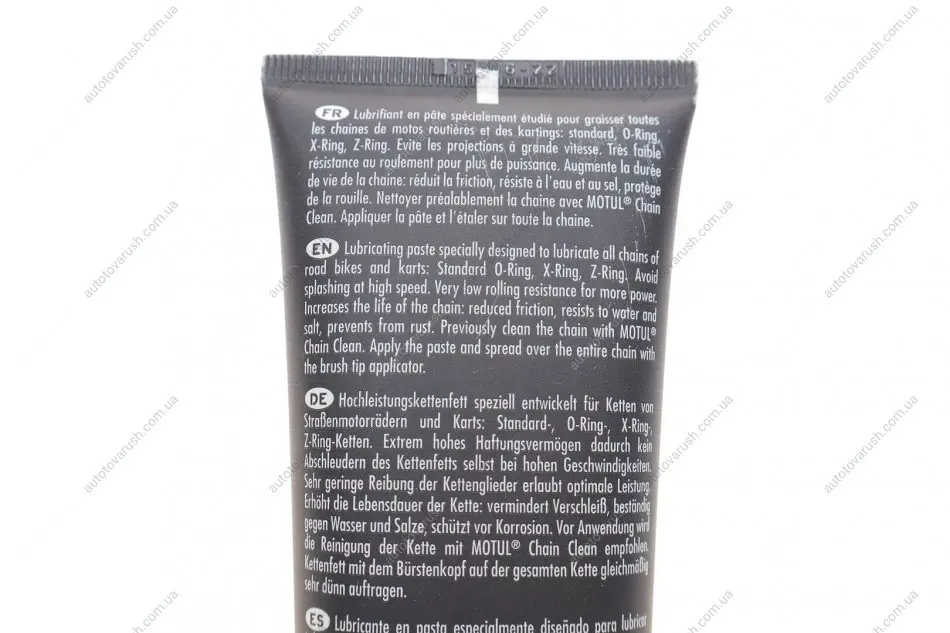 FR Lubrifiant en pâte spécialement étudié pour graisser toutes
les chaines de motos routières et des kartings: standard, O-Ring,
X-Ring, Z-Ring. Evite les projections à grande vitesse. Très faible
résistance au roulement pour plus de puissance. Augmente la durée
de vie de la chaine: réduit la friction, résiste à l'eau et au sel, protège
de la rouille. Nettoyer préalablement la chaine avec MOTUL® Chain
Clean. Appliquer la pâte et l'étaler sur toute la chaine.
EN Lubricating paste specially designed to lubricate all chains of
road bikes and karts: Standard O-Ring, X-Ring, Z-Ring. Avoid
splashing at high speed. Very low rolling resistance for more power.
Increases the life of the chain: reduced friction, resists to water and
salt, prevents from rust. Previously clean the chain with MOTUL®
Chain Clean. Apply the paste and spread over the entire chain with
the brush tip applicator.
DE Hochleistungskettenfett speziell entwickelt für Ketten von
Straßenmotorrädern und Karts: Standard-, O-Ring-, X-Ring-,
Z-Ring-Ketten. Extrem hohes Haftungsvermögen dadurch kein
Abschleudern des Kettenfetts selbst bei hohen Geschwindigkeiten.
Sehr geringe Reibung der Kettenglieder erlaubt optimale Leistung.
Erhöht die Lebensdauer der Kette: vermindert Verschleiß, beständig
gegen Wasser und Salze, schützt vor Korrosion. Vor Anwendung wird
die Reinigung der Kette mit MOTUL® Chain Clean empfohlen.
Kettenfett mit dem Bürstenkopf auf der gesamten Kette gleichmäßig
sehr dünn auftragen.
ES Lubricante en pasta especialmente diseñado para lubricar
autotovarush.com.ua